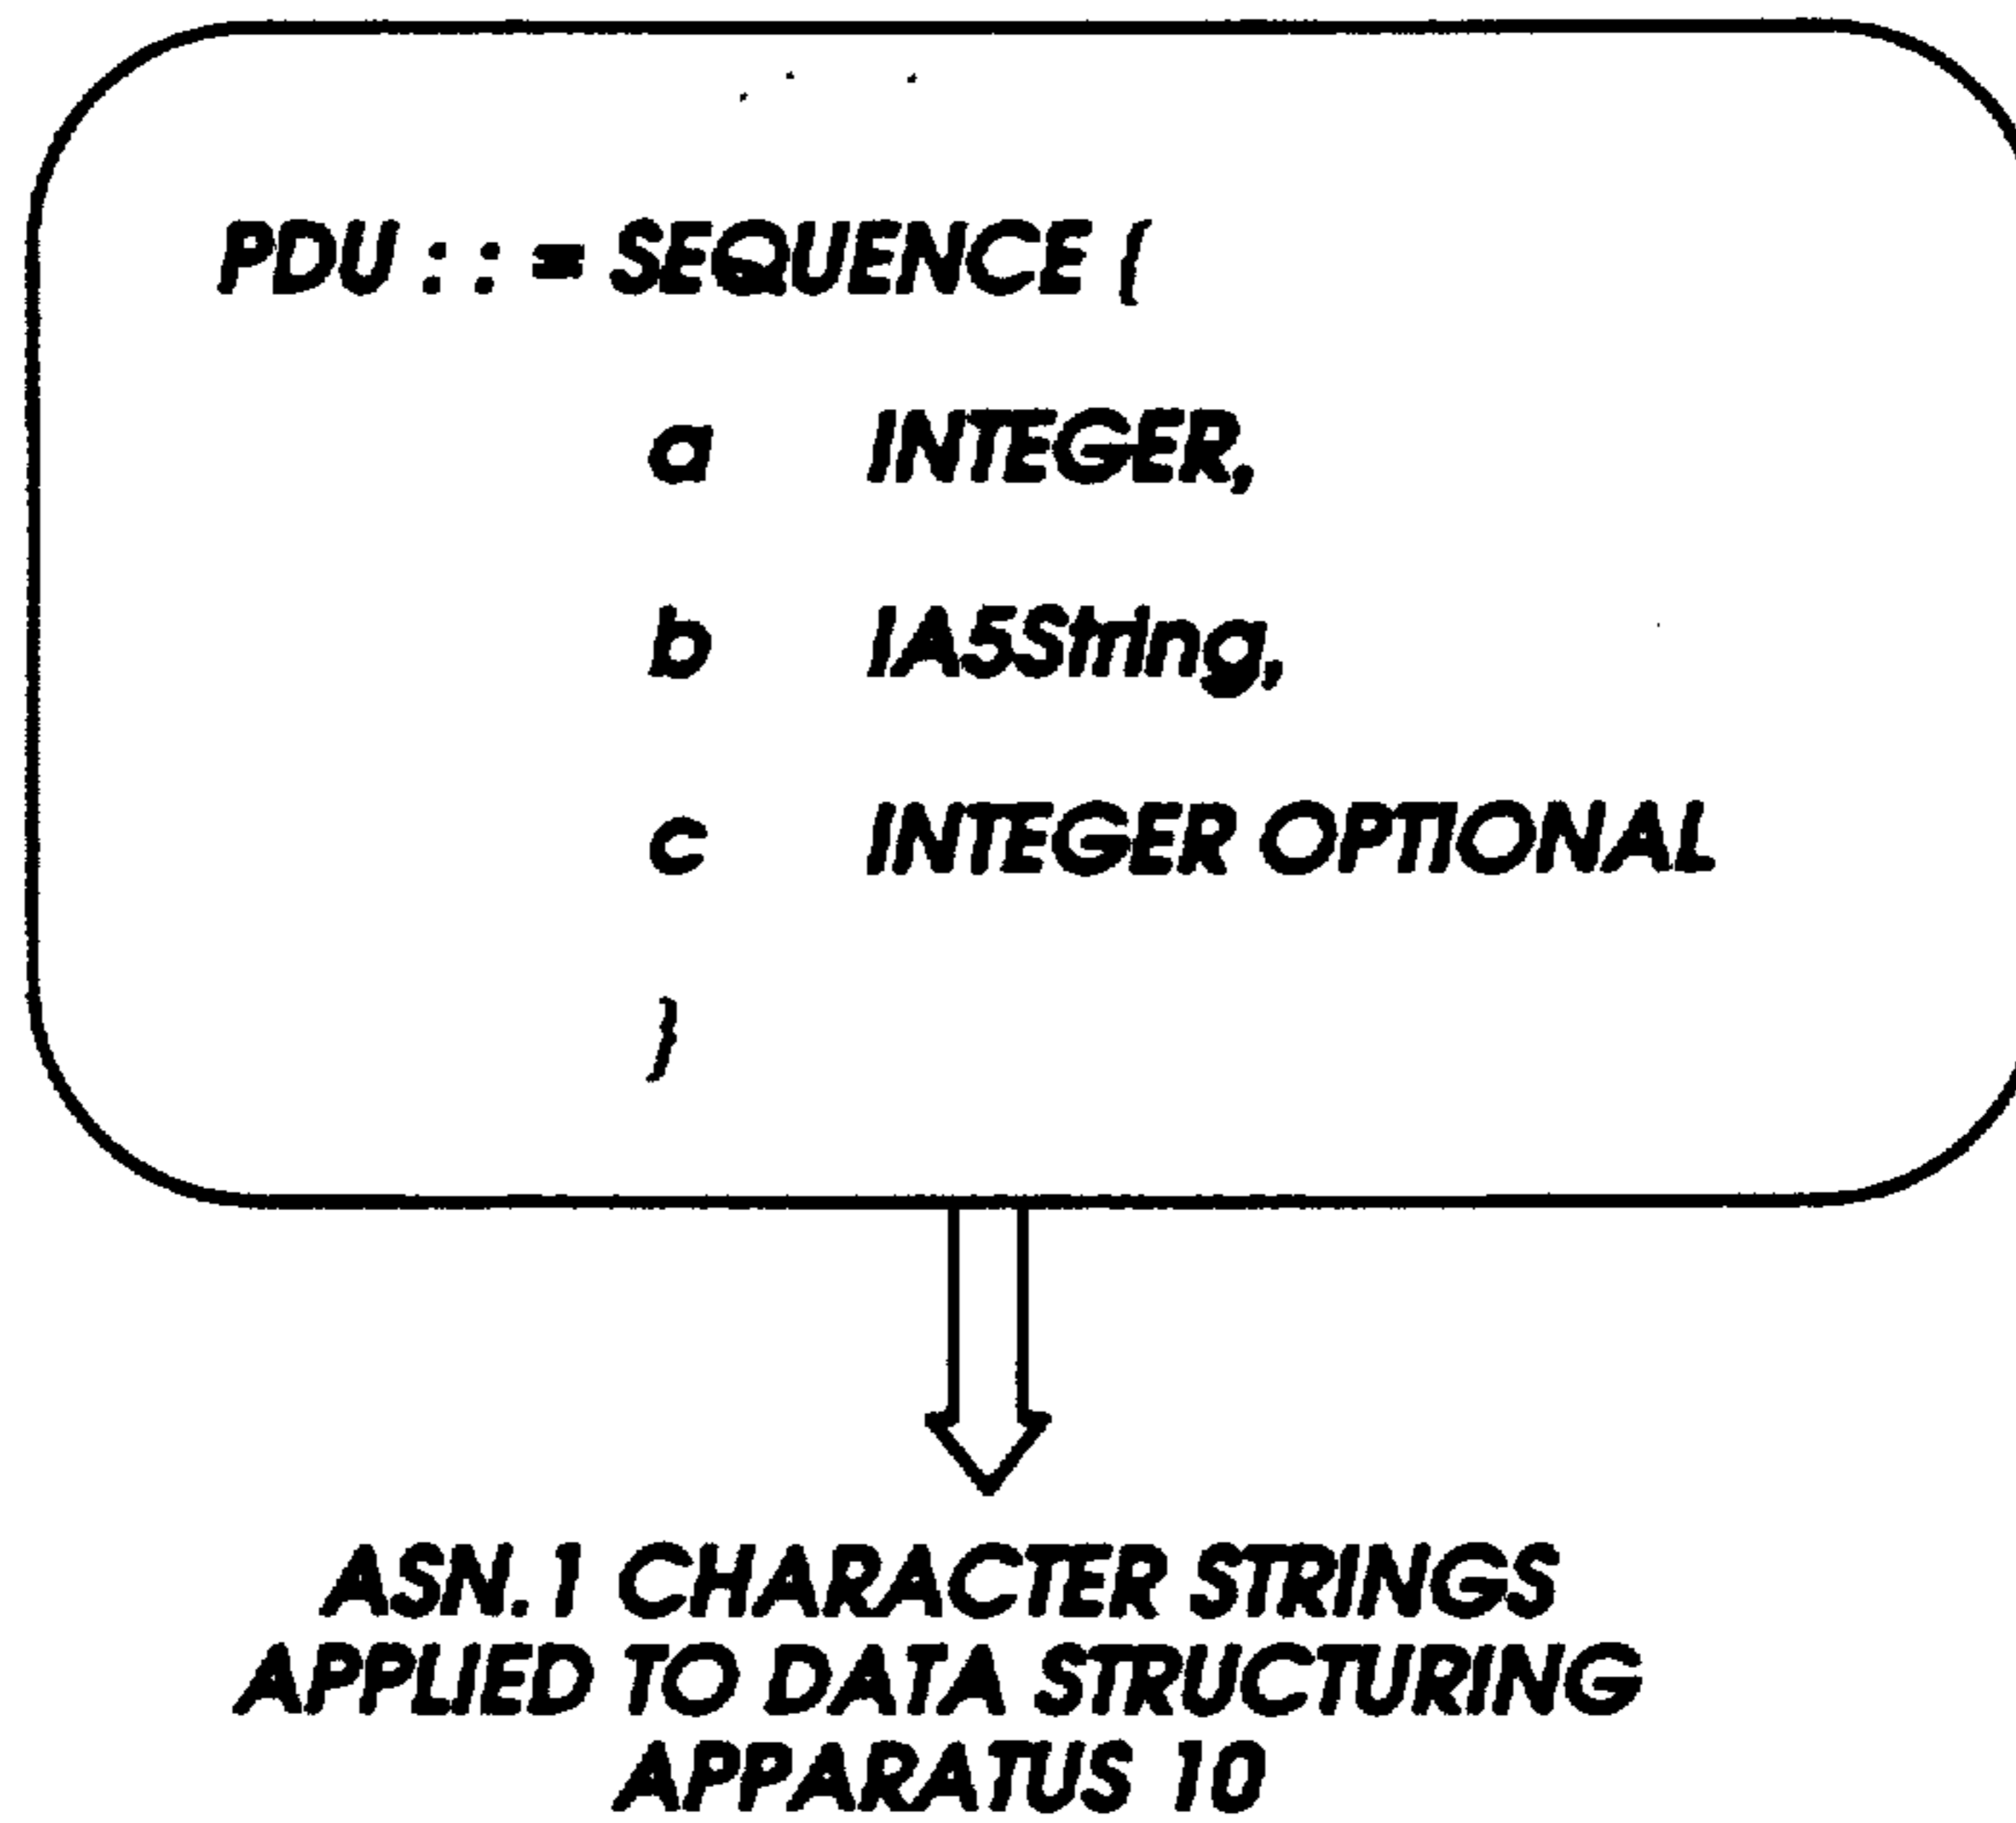 PDU : : = SEQUENCE {
a INTEGER,
b IA5String,
c INTEGER OPTIONAL
}
ASN.1 CHARACTER STRINGS
APPLIED TO DATA STRUCTURING
APPARATUS 10